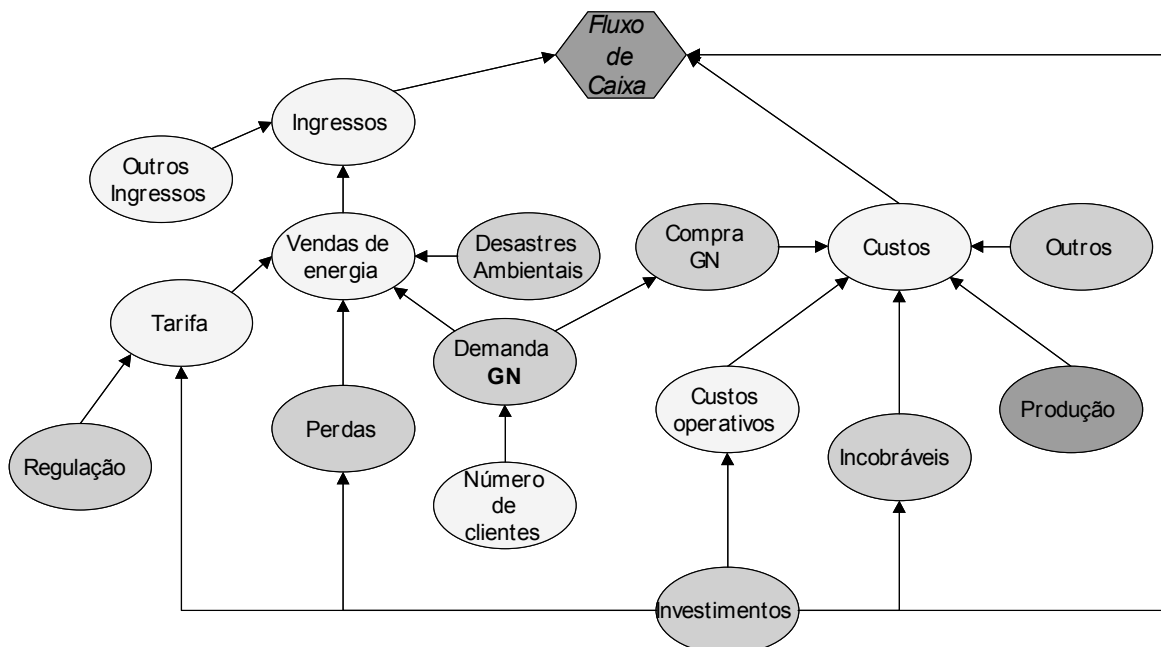 Fluxo
de
Caixa
Ingressos
Outros
Ingressos
Vendas de
energia
Desastres
Ambientais
Compra
GN
Custos
Outros
Tarifa
Demanda
GN
Custos
operativos
Produção
Perdas
Regulação
Incobráveis
Número
de
clientes
Investimentos